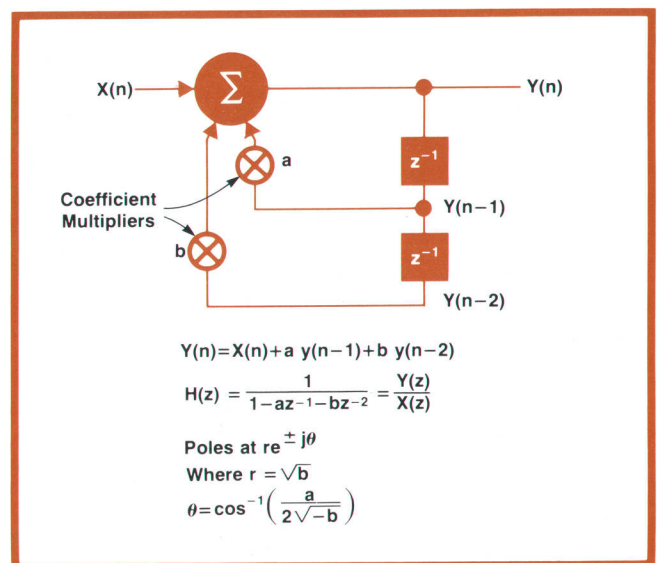 X(n)
Σ
Y(n)
a
z⁻¹
Coefficient
Multipliers
Y(n−1)
b
z⁻¹
Y(n−2)
Y(n)=X(n)+a y(n−1)+b y(n−2)
H(z) = 1/(1−az⁻¹−bz⁻²) = Y(z)/X(z)
Poles at re^± jθ
Where r = √b
θ=cos⁻¹(a/(2√−b))